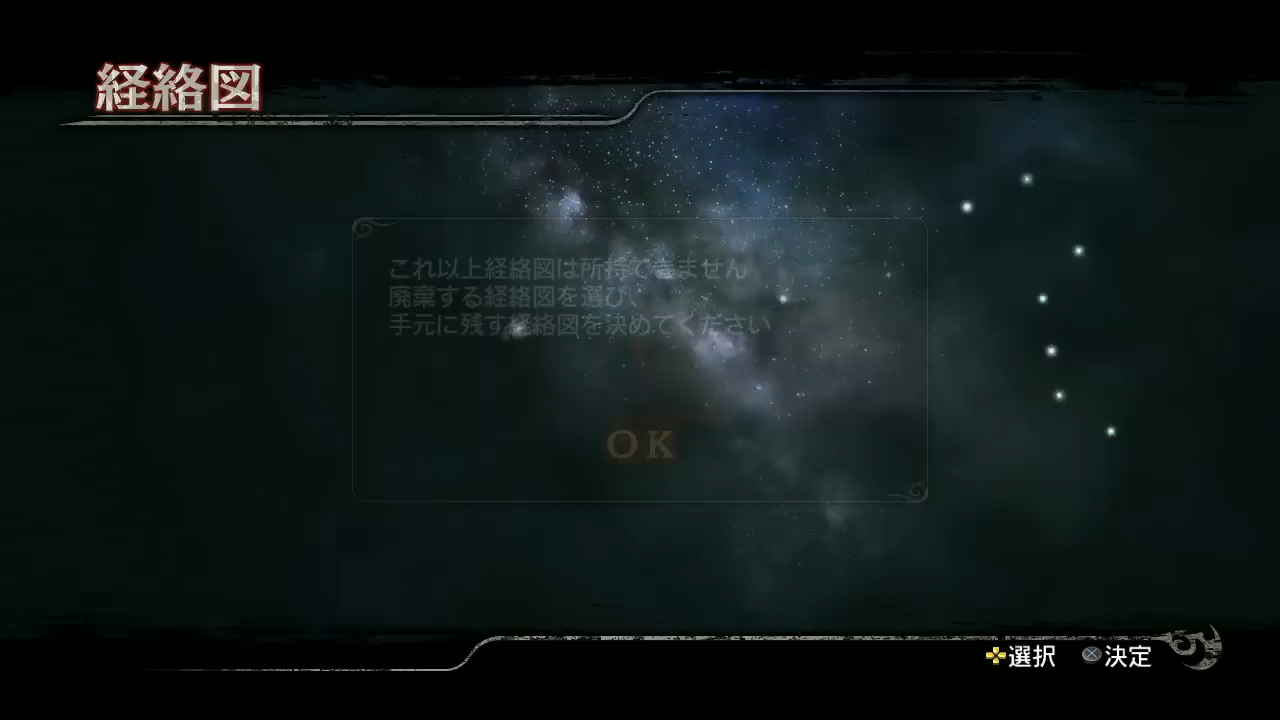 経絡図
これ以上経絡図は所持できません
廃棄する経絡図を選び、
手元に残す経絡図を決めてください
OK
選択 決定